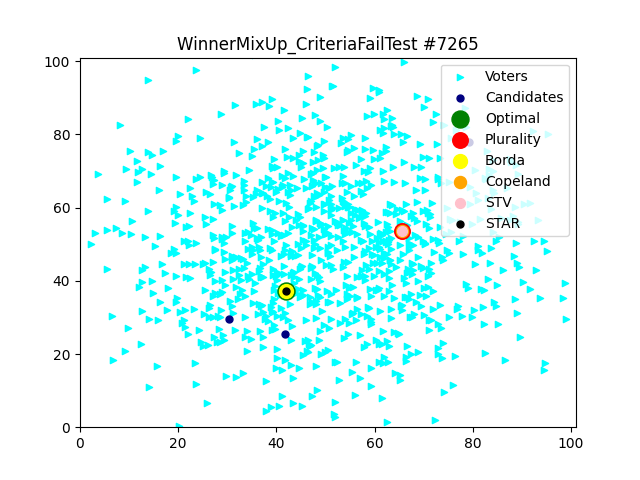 WinnerMixUp_CriteriaFailTest #7265
Voters
Candidates
Optimal
Plurality
Borda
Copeland
STV
STAR
100
80
60
40
20
0
0 20 40 60 80 100